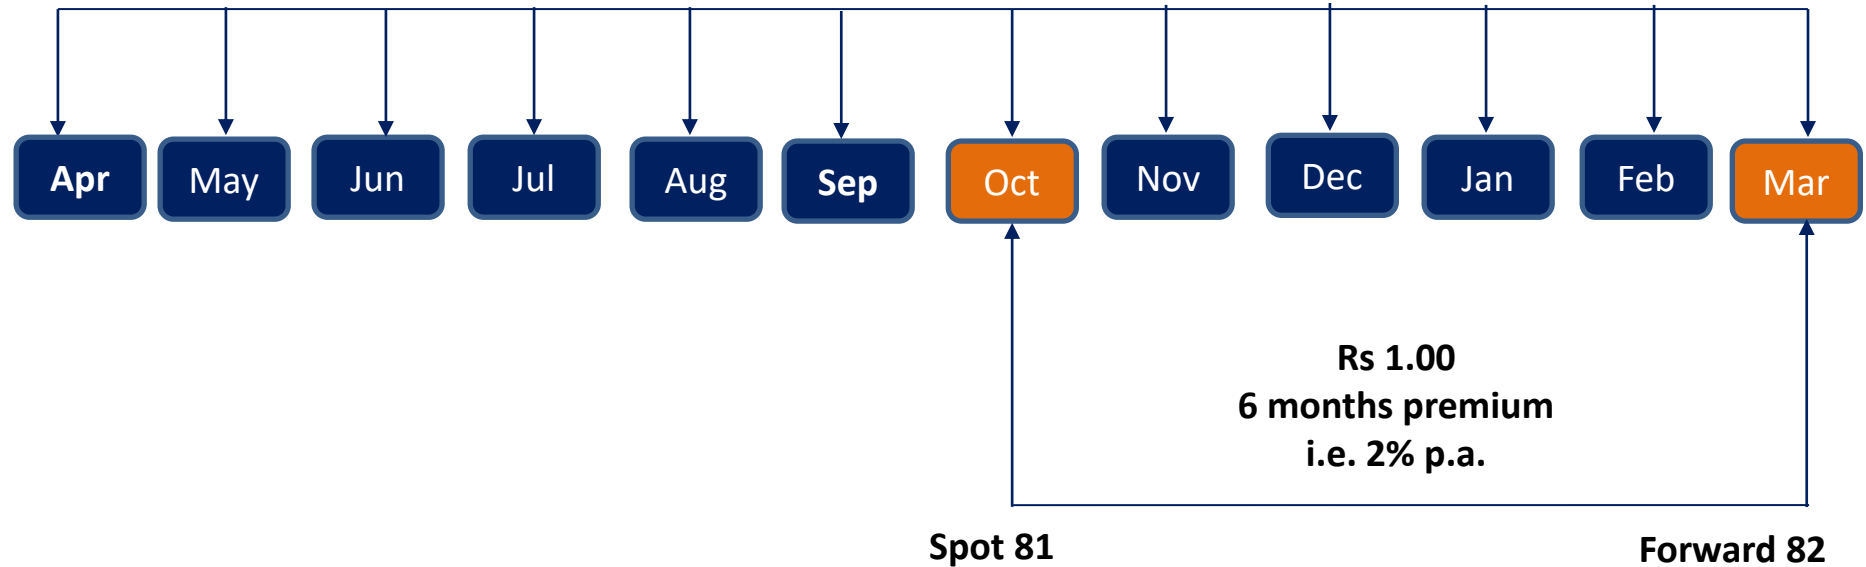 Apr
May
Jun
Jul
Aug
Sep
Oct
Nov
Dec
Jan
Feb
Mar
Rs 1.00
6 months premium
i.e. 2% p.a.
Spot 81
Forward 82